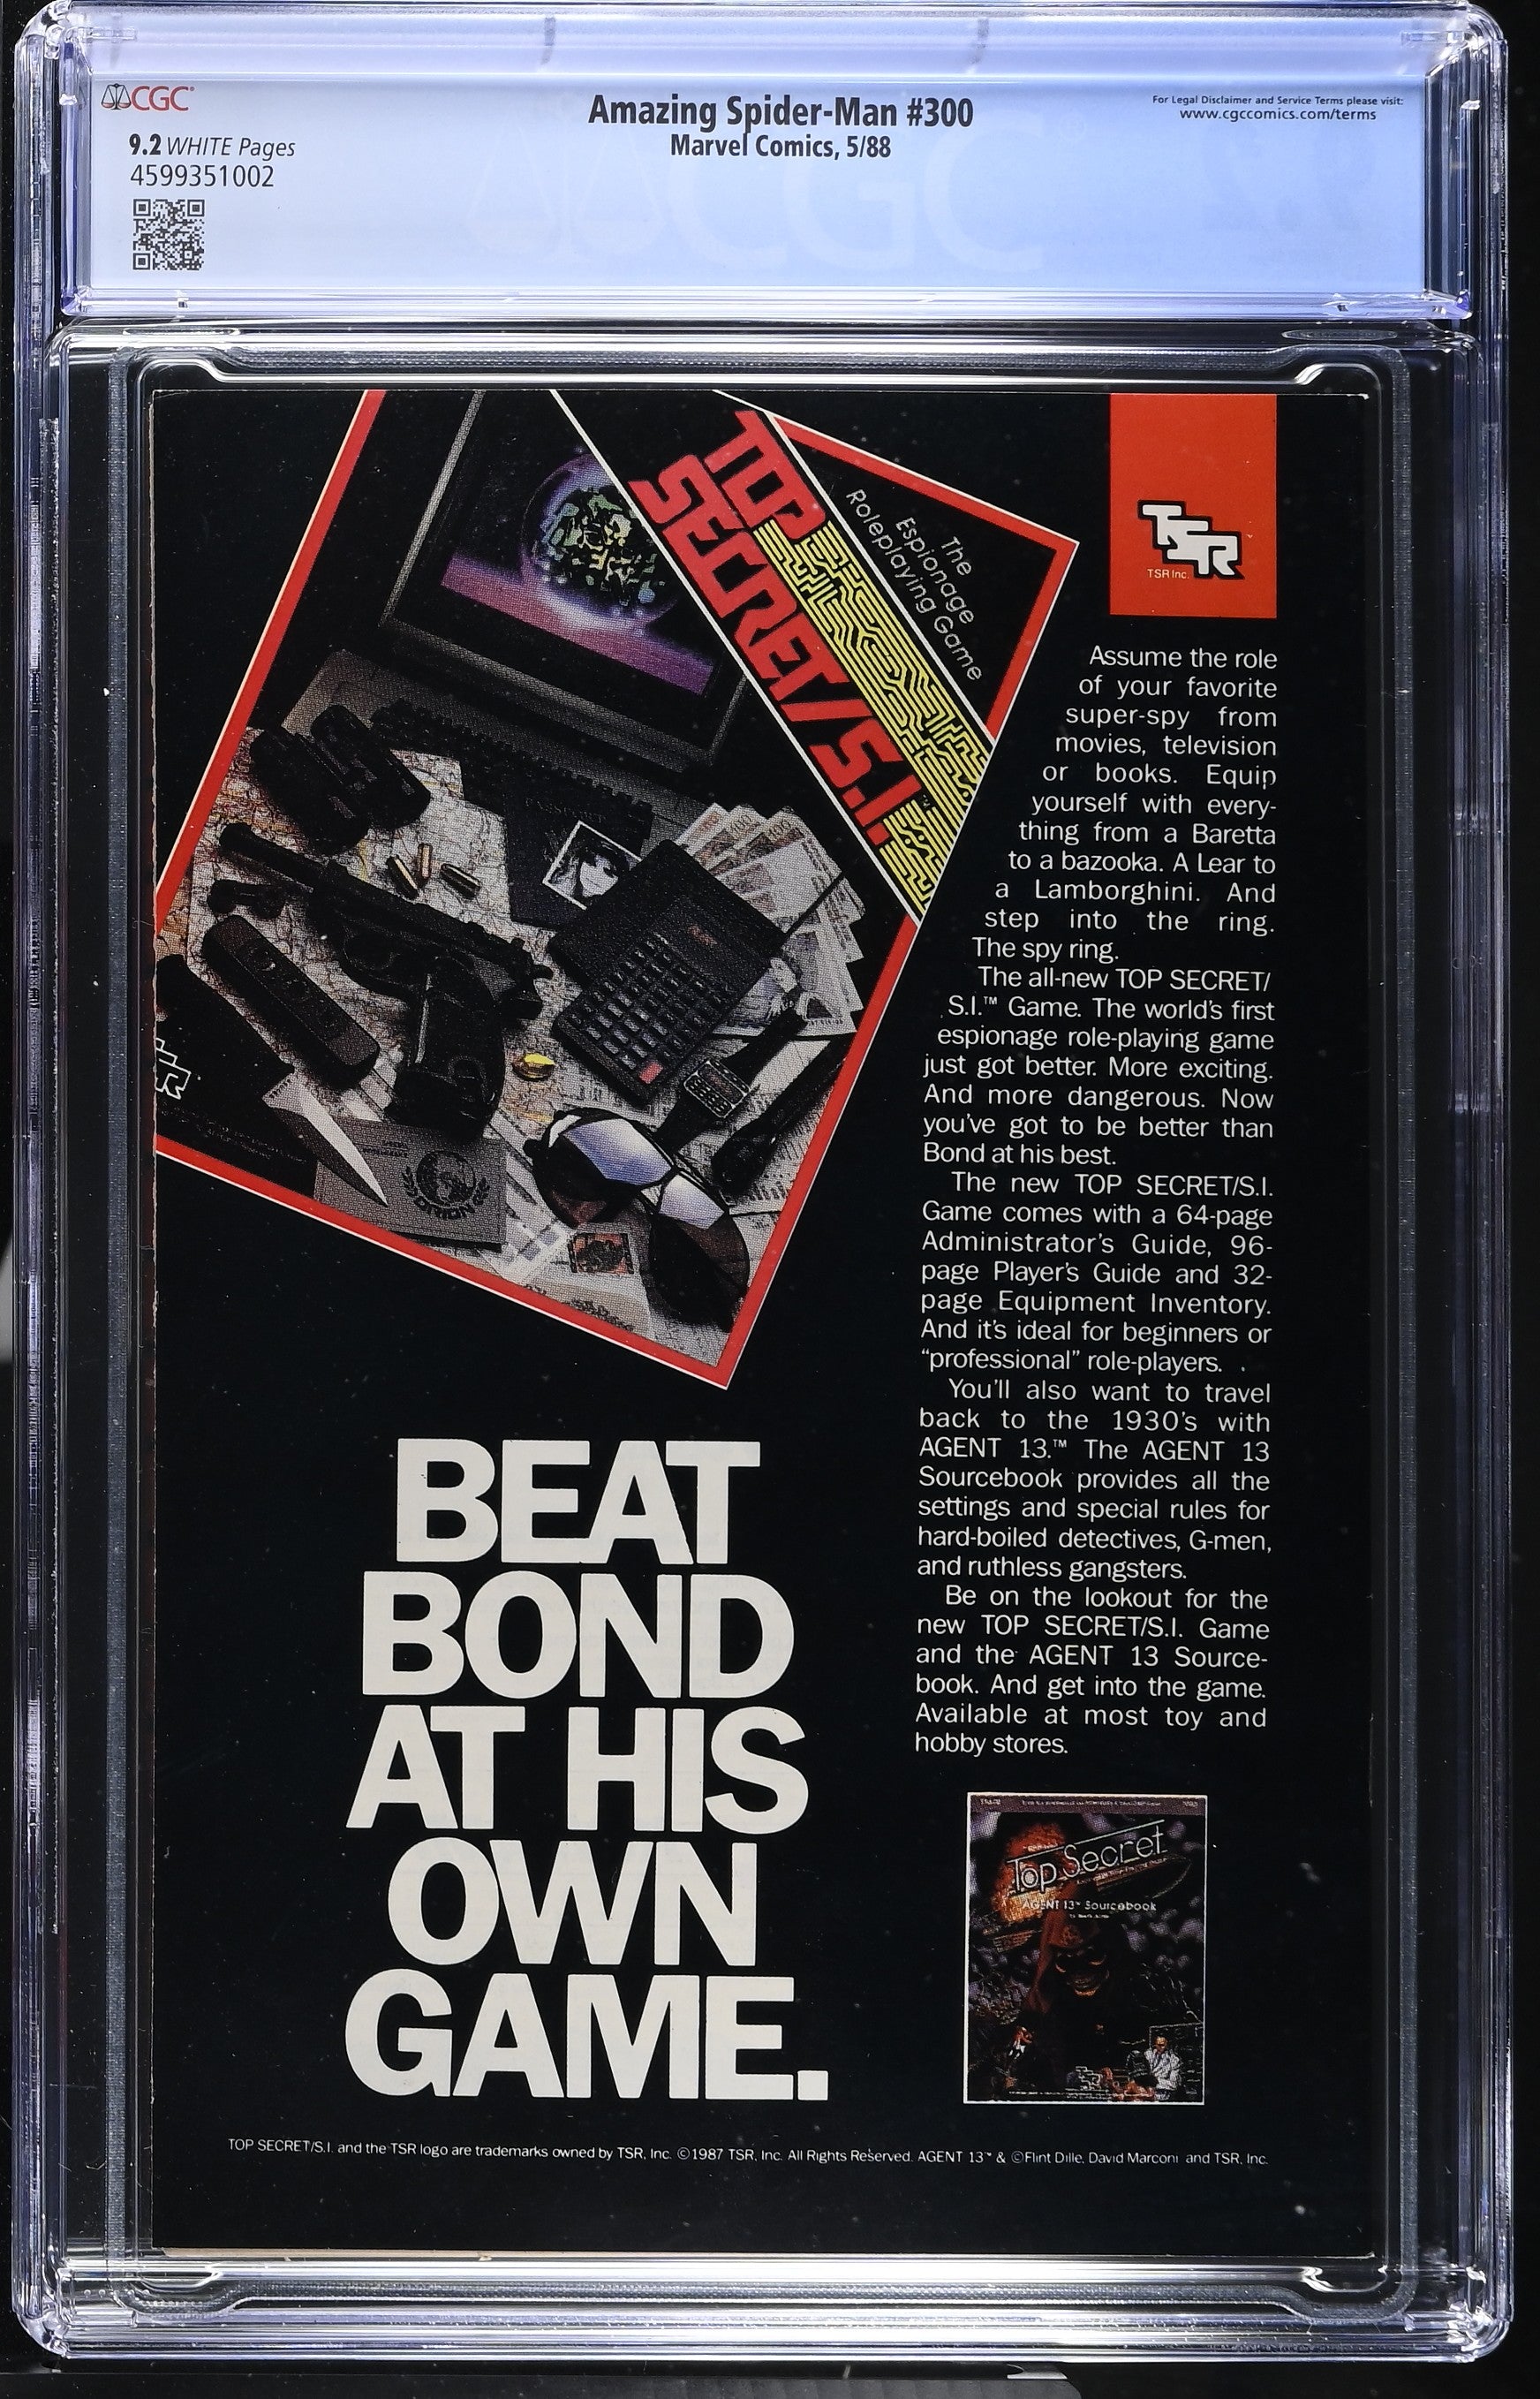 CGC
9.2 WHITE Pages
4599351002
Amazing Spider-Man #300
Marvel Comics, 5/88
For Legal Disclaimer and Service Terms please visit:
www.cgccomics.com/terms
TOP
SECRET/S.I.™
The
Espionage
Roleplaying Game
TSR
TSR Inc.
PASSPORT
ORION
Assume the role
of your favorite
super-spy from
movies, television
or books. Equip
yourself with every-
thing from a Baretta
to a bazooka. A Lear to
a Lamborghini. And
step into the ring.
The spy ring.
The all-new TOP SECRET/
S.I.™ Game. The world's first
espionage role-playing game
just got better. More exciting.
And more dangerous. Now
you've got to be better than
Bond at his best.
The new TOP SECRET/S.I.
Game comes with a 64-page
Administrator's Guide, 96-
page Player's Guide and 32-
page Equipment Inventory.
And it's ideal for beginners or
"professional" role-players.
You'll also want to travel
back to the 1930's with
AGENT 13.™ The AGENT 13
Sourcebook provides all the
settings and special rules for
hard-boiled detectives, G-men,
and ruthless gangsters.
Be on the lookout for the
new TOP SECRET/S.I. Game
and the AGENT 13 Source-
book. And get into the game.
Available at most toy and
hobby stores.
BEAT
BOND
AT HIS
OWN
GAME.
Top Secret
AGENT 13™ Sourcebook
TOP SECRET/S.I. and the TSR logo are trademarks owned by TSR, Inc. ©1987 TSR, Inc. All Rights Reserved. AGENT 13™ & ©Flint Dille, David Marconi and TSR, Inc.